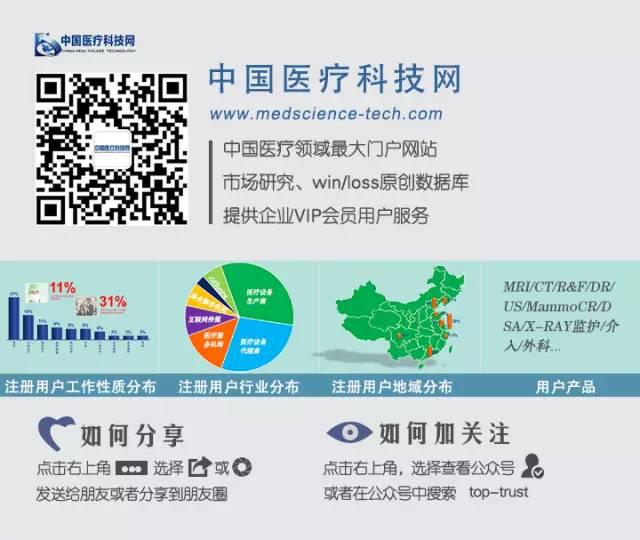 中国医疗科技网
CHINA HEALTHCARE TECHNOLOGY
中国医疗科技网
中国医疗科技网
www.medscience-tech.com
中国医疗领域最大门户网站
市场研究、win/loss原创数据库
提供企业VIP会员用户服务
11%
31%
医疗设备
生产商
医疗设备
代理商
医疗服
务机构
互联网传媒
MRI/CT/R&F/DR/
US/MammoCR/D
SA/X-RAY监护/介
入/外科...
注册用户工作性质分布
注册用户行业分布
注册用户地域分布
用户产品
如何分享
点击右上角 选择 或
发送给朋友或者分享到朋友圈
如何加关注
点击右上角，选择查看公众号
或者在公众号中搜索 top-trust